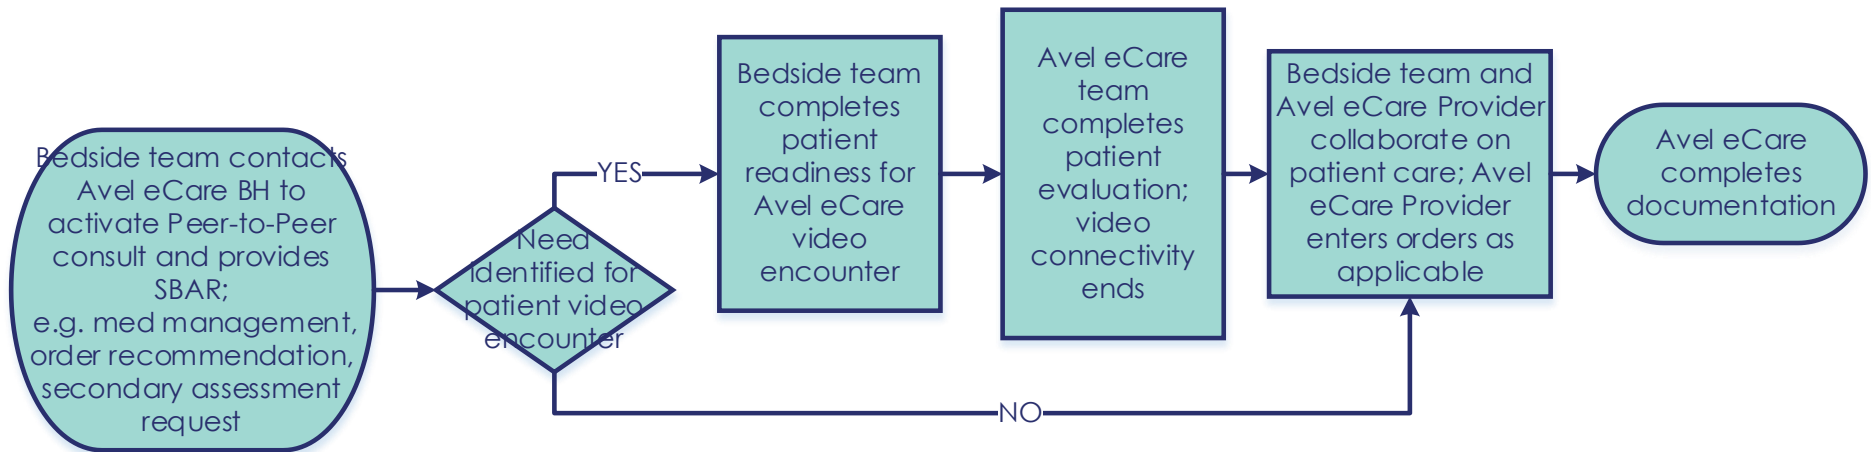 Bedside team contacts
Avel eCare BH to
activate Peer-to-Peer
consult and provides
SBAR;
e.g. med management,
order recommendation,
secondary assessment
request
Need
identified for
patient video
encounter
YES
NO
Bedside team
completes
patient
readiness for
Avel eCare
video
encounter
Avel eCare
team
completes
patient
evaluation;
video
connectivity
ends
Bedside team and
Avel eCare Provider
collaborate on
patient care; Avel
eCare Provider
enters orders as
applicable
Avel eCare
completes
documentation